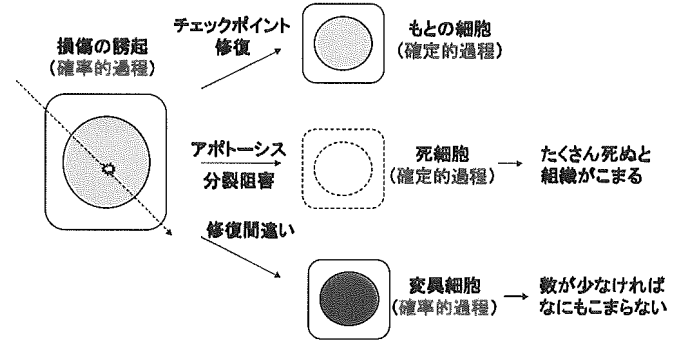 損傷の誘起
(確率的過程)
チェックポイント
修復
もとの細胞
(確定的過程)
アポトーシス
分裂阻害
死細胞
(確定的過程)
たくさん死ぬと
組織がこまる
修復間違い
変異細胞
(確率的過程)
数が少なければ
なにもこまらない